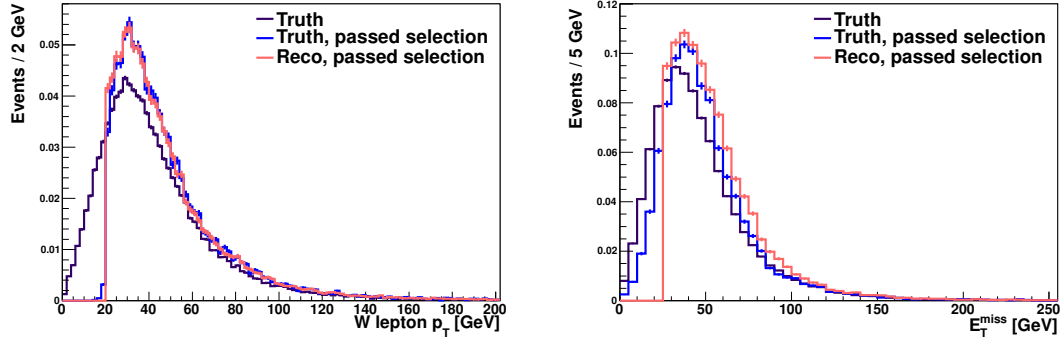 Events / 2 GeV
0.05
0.04
0.03
0.02
0.01
0
Truth
Truth, passed selection
Reco, passed selection
0 20 40 60 80 100 120 140 160 180 200
W lepton p_T [GeV]
Events / 5 GeV
0.12
0.1
0.08
0.06
0.04
0.02
0
Truth
Truth, passed selection
Reco, passed selection
0 50 100 150 200 250
E_T^miss [GeV]